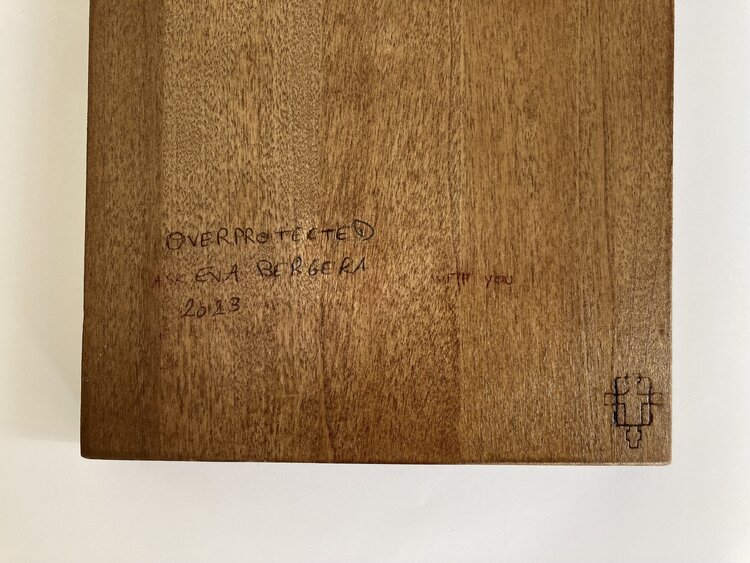 OVERPROTECTED
ASK EVA BERGERA WITH YOU
2023